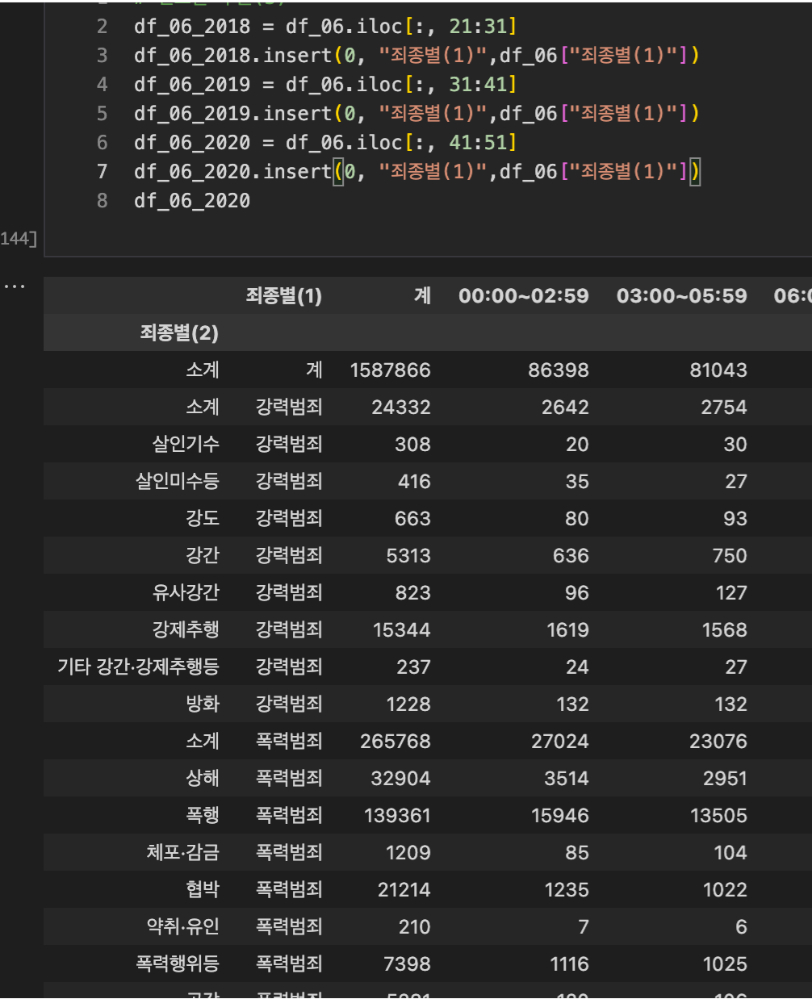 2 df_06_2018 = df_06.iloc[:, 21:31]
3 df_06_2018.insert(0, "죄종별(1)",df_06["죄종별(1)"])
4 df_06_2019 = df_06.iloc[:, 31:41]
5 df_06_2019.insert(0, "죄종별(1)",df_06["죄종별(1)"])
6 df_06_2020 = df_06.iloc[:, 41:51]
7 df_06_2020.insert(0, "죄종별(1)",df_06["죄종별(1)"])
8 df_06_2020
144]
...
죄종별(1) 계 00:00~02:59 03:00~05:59 06:0
죄종별(2)
소계 계 1587866 86398 81043
소계 강력범죄 24332 2642 2754
살인기수 강력범죄 308 20 30
살인미수등 강력범죄 416 35 27
강도 강력범죄 663 80 93
강간 강력범죄 5313 636 750
유사강간 강력범죄 823 96 127
강제추행 강력범죄 15344 1619 1568
기타 강간·강제추행등 강력범죄 237 24 27
방화 강력범죄 1228 132 132
소계 폭력범죄 265768 27024 23076
상해 폭력범죄 32904 3514 2951
폭행 폭력범죄 139361 15946 13505
체포·감금 폭력범죄 1209 85 104
협박 폭력범죄 21214 1235 1022
약취·유인 폭력범죄 210 7 6
폭력행위등 폭력범죄 7398 1116 1025